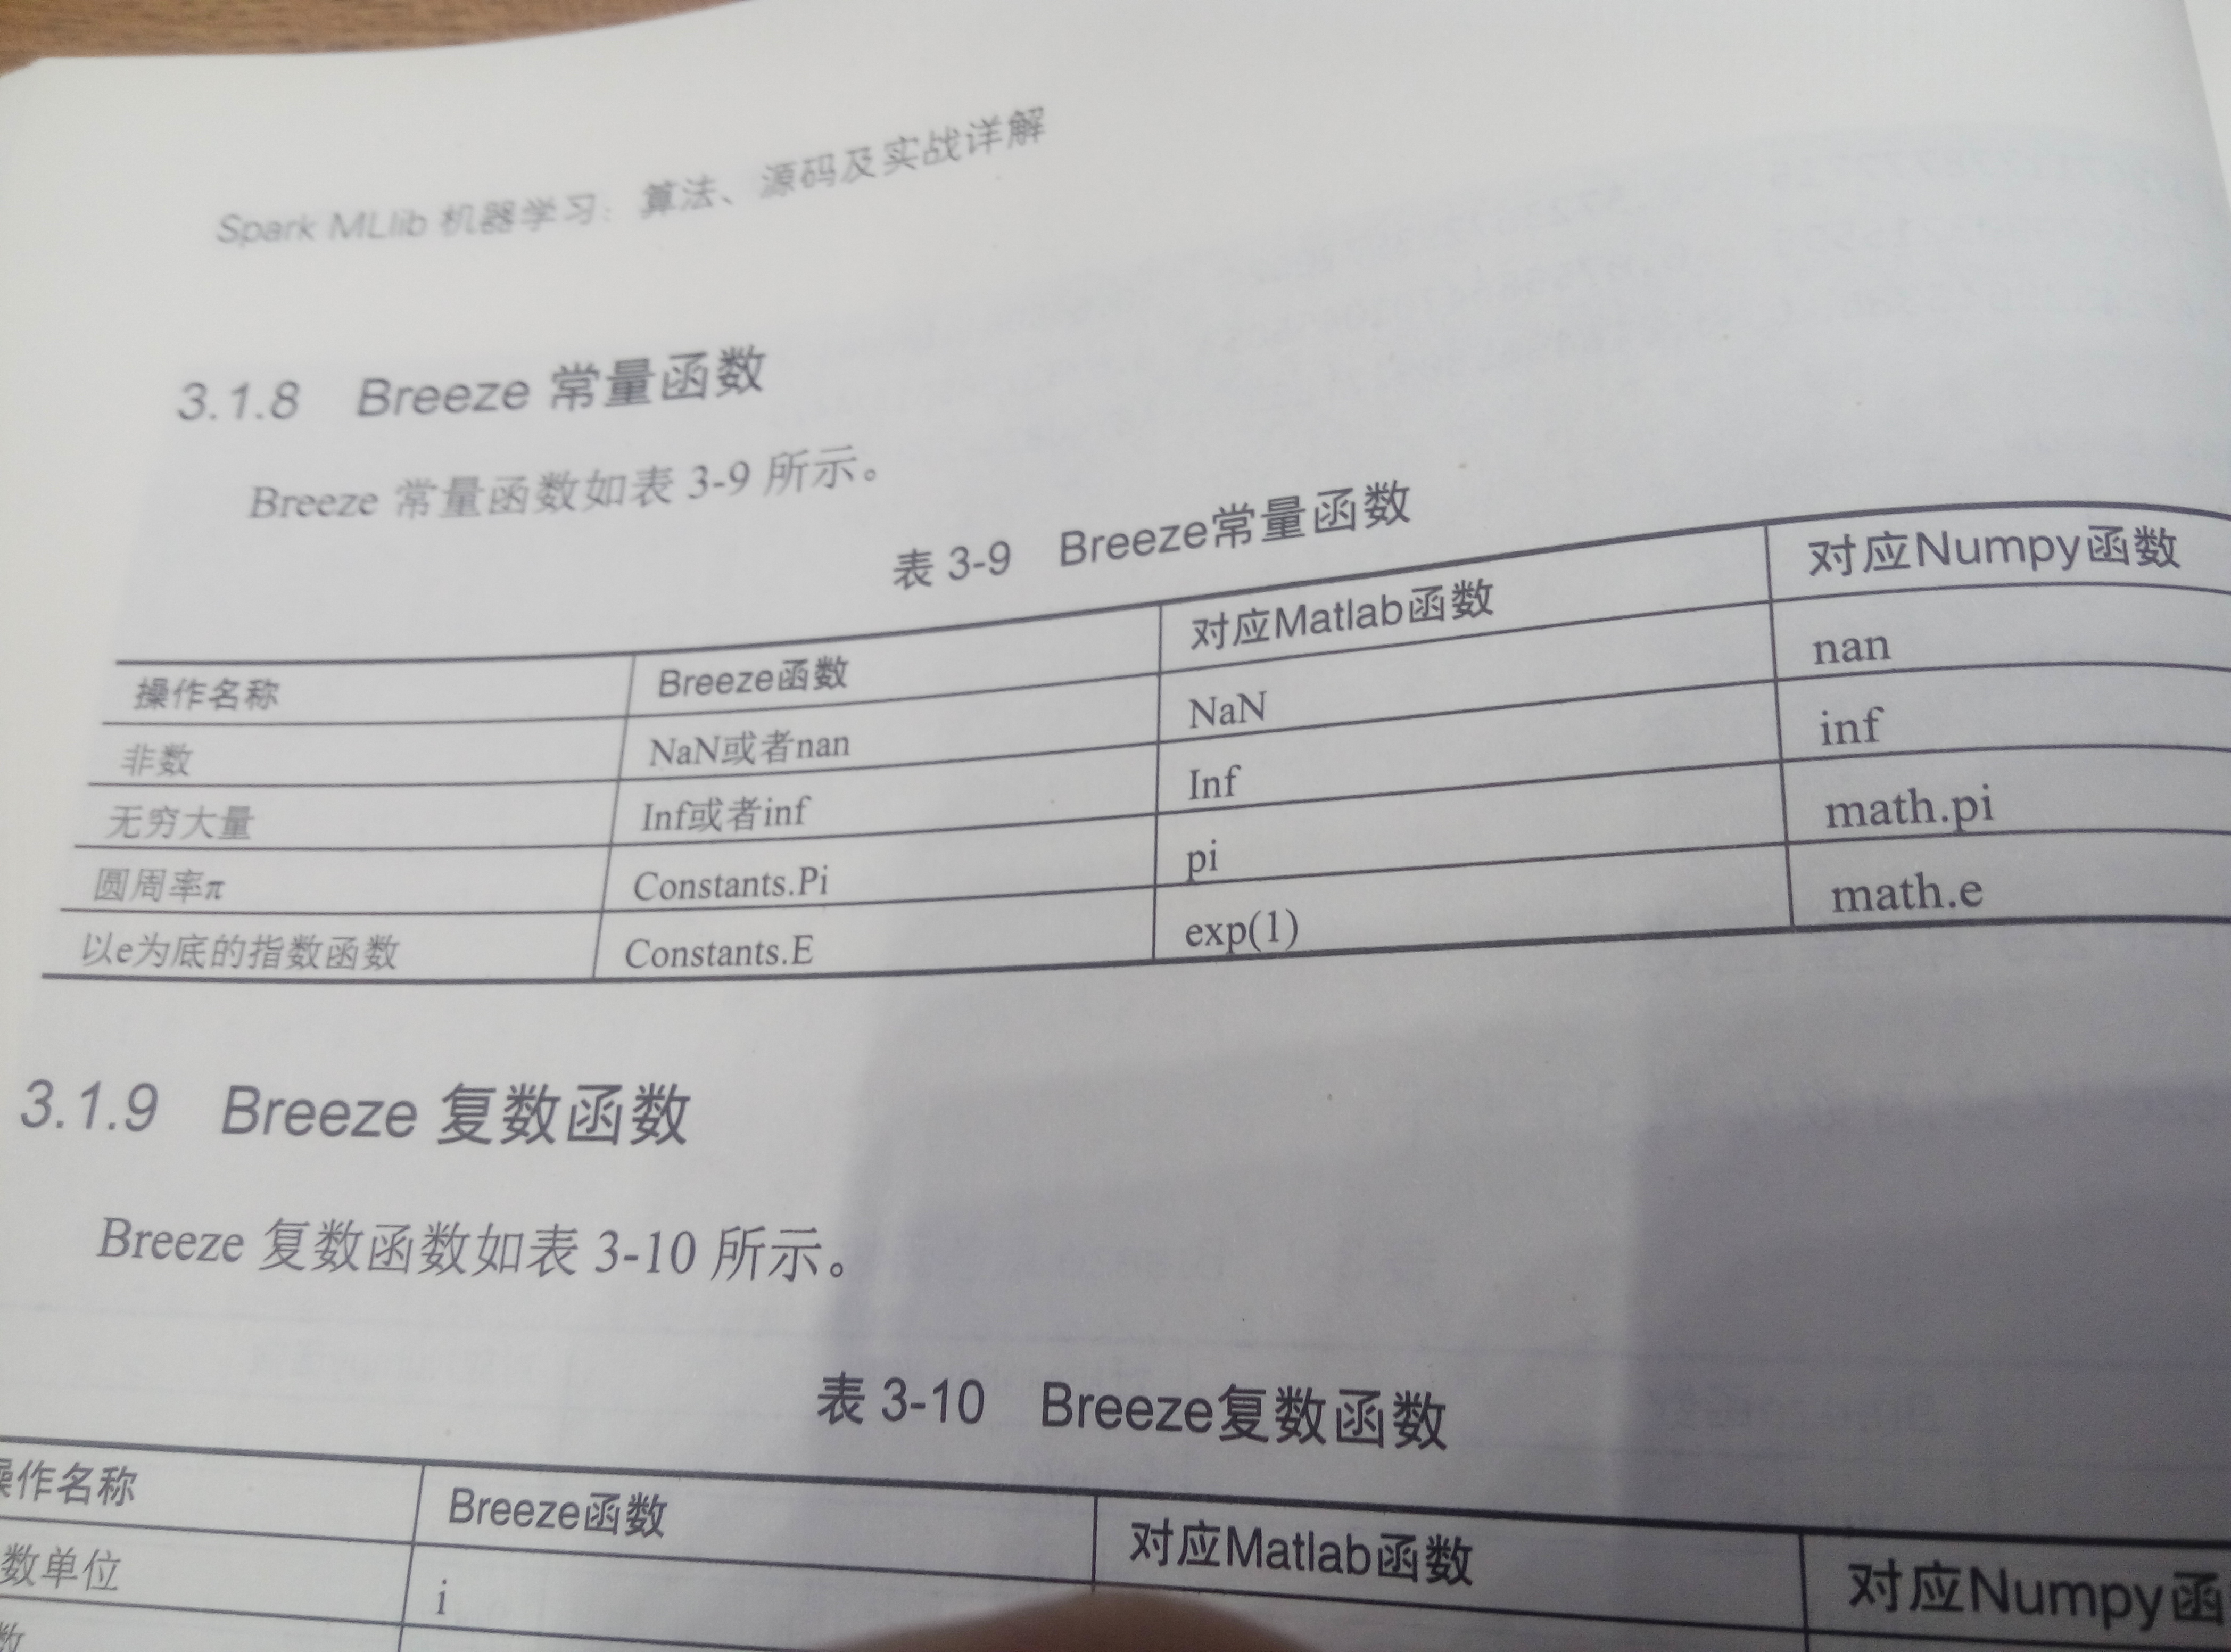 Spark MLlib 机器学习：算法、源码及实战详解
3.1.8 Breeze 常量函数
Breeze 常量函数如表 3-9 所示。
表 3-9 Breeze常量函数
操作名称 Breeze函数 对应Matlab函数 对应Numpy函数
非数 NaN或者nan NaN nan
无穷大量 Inf或者inf Inf inf
圆周率π Constants.Pi pi math.pi
以e为底的指数函数 Constants.E exp(1) math.e
3.1.9 Breeze 复数函数
Breeze 复数函数如表 3-10 所示。
表 3-10 Breeze复数函数
操作名称 Breeze函数 对应Matlab函数 对应Numpy函
数单位 i
数